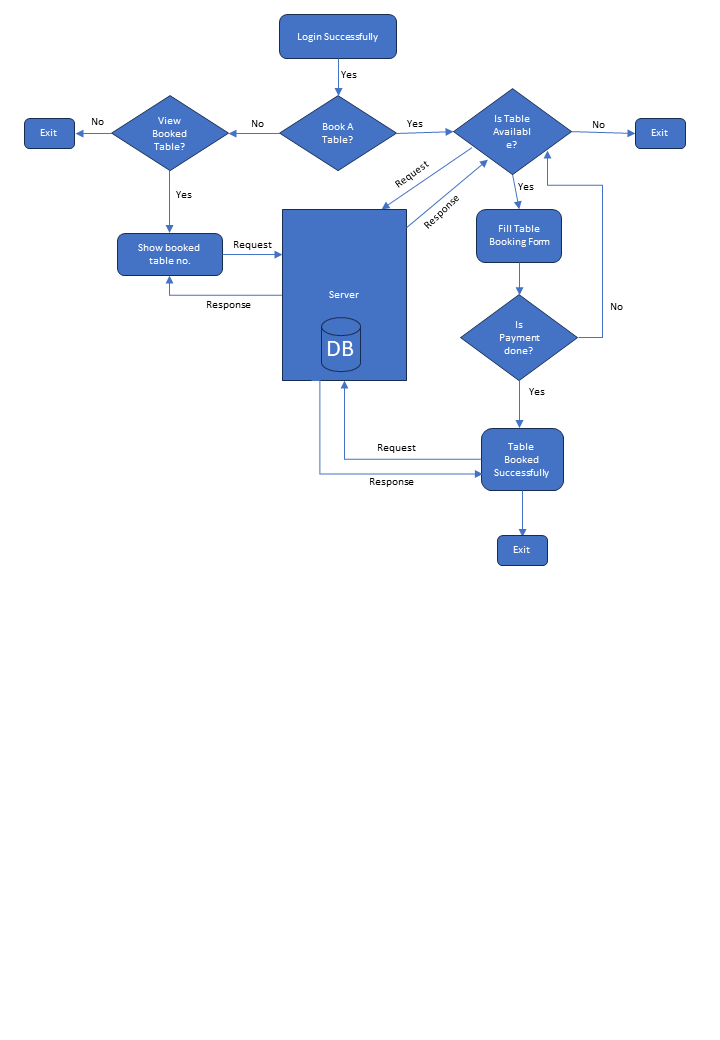 Login Successfully
Yes
No
View
Booked
Table?
No
Book A
Table?
Yes
Is Table
Availabl
e?
No
Exit
Exit
Request
Response
Yes
Yes
Fill Table
Booking Form
Show booked
table no.
Request
Response
Server
DB
No
Is
Payment
done?
Yes
Request
Response
Table
Booked
Successfully
Exit